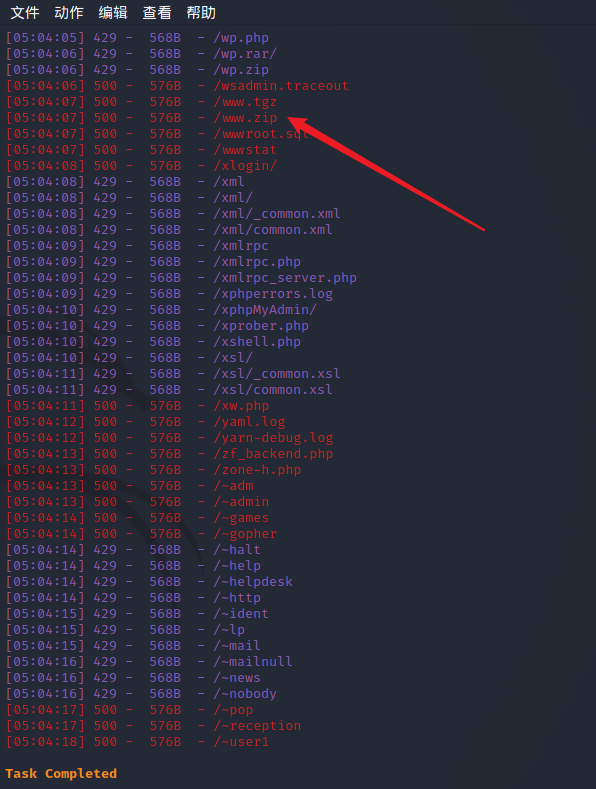 文件 动作 编辑 查看 帮助
[05:04:05] 429 - 568B - /wp.php
[05:04:06] 429 - 568B - /wp.rar/
[05:04:06] 429 - 568B - /wp.zip
[05:04:06] 500 - 576B - /wsadmin.traceout
[05:04:07] 500 - 576B - /www.tgz
[05:04:07] 500 - 576B - /www.zip
[05:04:07] 500 - 576B - /wwwroot.sql
[05:04:07] 500 - 576B - /wwwstat
[05:04:08] 500 - 576B - /xlogin/
[05:04:08] 429 - 568B - /xml
[05:04:08] 429 - 568B - /xml/
[05:04:08] 429 - 568B - /xml/_common.xml
[05:04:08] 429 - 568B - /xml/common.xml
[05:04:09] 429 - 568B - /xmlrpc
[05:04:09] 429 - 568B - /xmlrpc.php
[05:04:09] 429 - 568B - /xmlrpc_server.php
[05:04:09] 429 - 568B - /xphperrors.log
[05:04:10] 429 - 568B - /xphpMyAdmin/
[05:04:10] 429 - 568B - /xprober.php
[05:04:10] 429 - 568B - /xshell.php
[05:04:10] 429 - 568B - /xsl/
[05:04:11] 429 - 568B - /xsl/_common.xsl
[05:04:11] 429 - 568B - /xsl/common.xsl
[05:04:11] 500 - 576B - /xw.php
[05:04:12] 500 - 576B - /yaml.log
[05:04:12] 500 - 576B - /yarn-debug.log
[05:04:13] 500 - 576B - /zf_backend.php
[05:04:13] 500 - 576B - /zone-h.php
[05:04:13] 500 - 576B - /~adm
[05:04:13] 500 - 576B - /~admin
[05:04:14] 500 - 576B - /~games
[05:04:14] 500 - 576B - /~gopher
[05:04:14] 429 - 568B - /~halt
[05:04:14] 429 - 568B - /~help
[05:04:14] 429 - 568B - /~helpdesk
[05:04:14] 429 - 568B - /~http
[05:04:15] 429 - 568B - /~ident
[05:04:15] 429 - 568B - /~lp
[05:04:15] 429 - 568B - /~mail
[05:04:16] 429 - 568B - /~mailnull
[05:04:16] 429 - 568B - /~news
[05:04:16] 429 - 568B - /~nobody
[05:04:17] 500 - 576B - /~pop
[05:04:17] 500 - 576B - /~reception
[05:04:18] 500 - 576B - /~user1
Task Completed